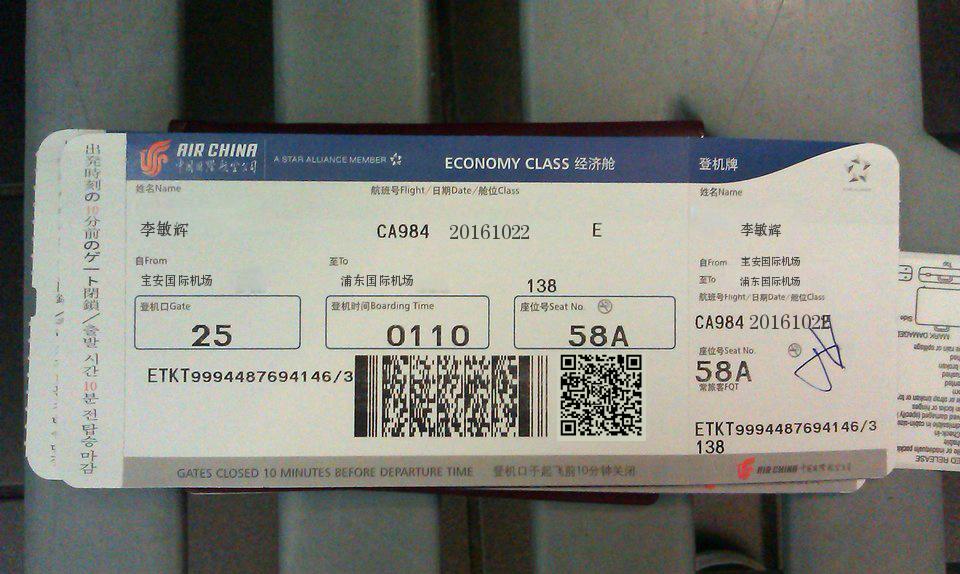 出発時刻の10分前のゲート閉鎖/출발 시간 10분 전 탑승 마감
AIR CHINA
中国国际航空公司
A STAR ALLIANCE MEMBER
ECONOMY CLASS 经济舱
姓名Name
航班号Flight/日期Date/舱位Class
李敏辉
CA984 20161022 E
自From
至To
宝安国际机场
浦东国际机场
138
登机口Gate
25
登机时间Boarding Time
0110
座位号Seat No.
58A
ETKT9994487694146/3
GATES CLOSED 10 MINUTES BEFORE DEPARTURE TIME 登机口于起飞前10分钟关闭
登机牌
姓名Name
李敏辉
自From 宝安国际机场
至To 浦东国际机场
航班号Flight/日期Date/舱位Class
CA984 20161022E
座位号Seat No.
58A
常旅客FQT
ETKT9994487694146/3
138
AIR CHINA 中国国际航空公司
MARK DAMAGE
Side